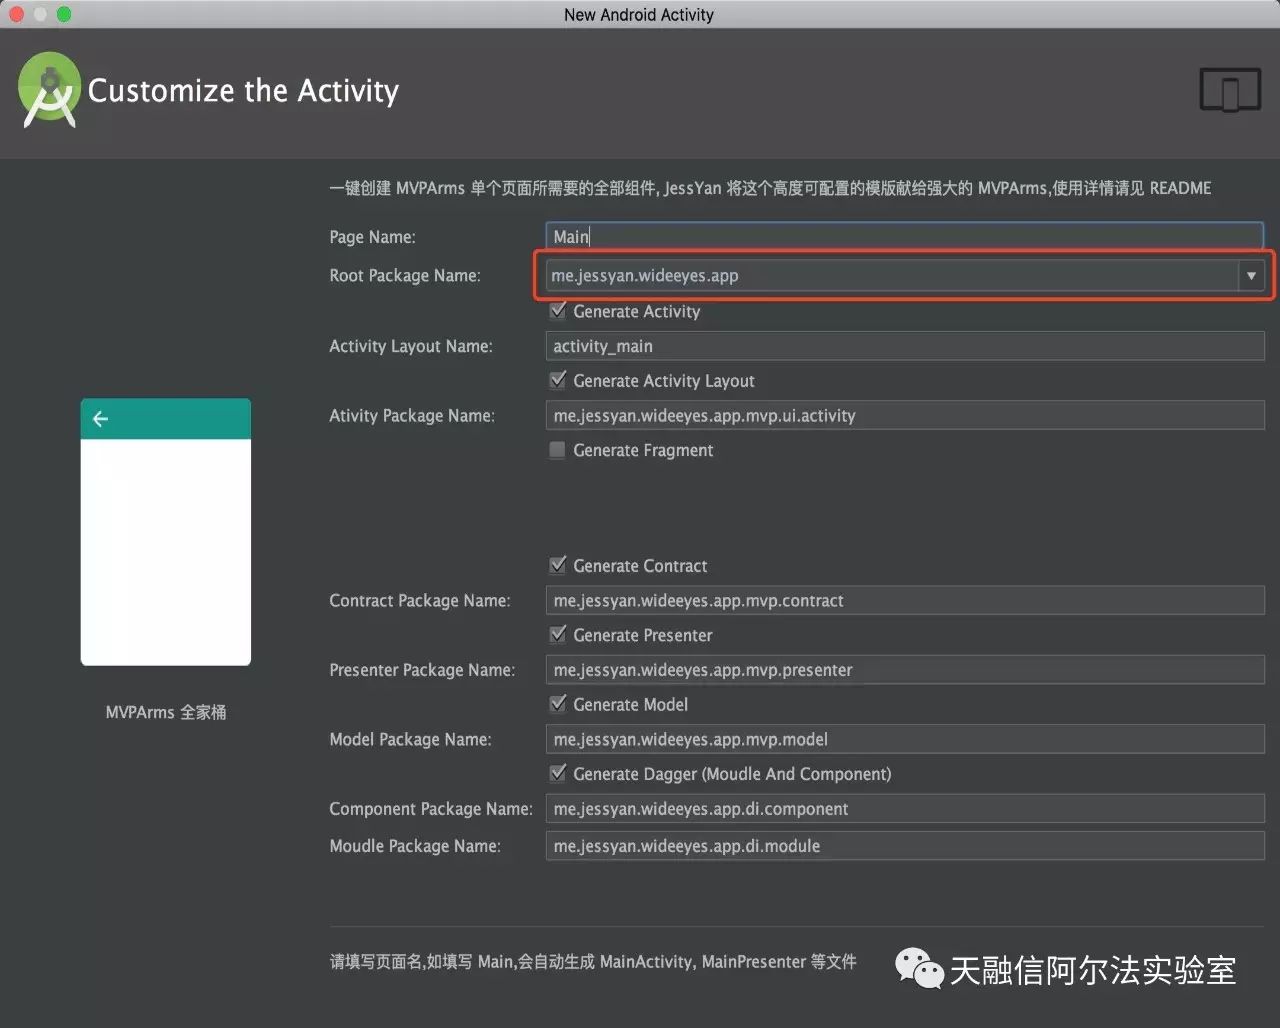 New Android Activity
Customize the Activity
一键创建 MVPArms 单个页面所需要的全部组件, JessYan 将这个高度可配置的模版献给强大的 MVPArms,使用详情请见 README
Page Name: Main
Root Package Name: me.jessyan.wideeyes.app
Generate Activity
Activity Layout Name: activity_main
Generate Activity Layout
Ativity Package Name: me.jessyan.wideeyes.app.mvp.ui.activity
Generate Fragment
Generate Contract
Contract Package Name: me.jessyan.wideeyes.app.mvp.contract
Generate Presenter
Presenter Package Name: me.jessyan.wideeyes.app.mvp.presenter
Generate Model
MVPArms 全家桶
Model Package Name: me.jessyan.wideeyes.app.mvp.model
Generate Dagger (Moudle And Component)
Component Package Name: me.jessyan.wideeyes.app.di.component
Moudle Package Name: me.jessyan.wideeyes.app.di.module
请填写页面名,如填写 Main,会自动生成 MainActivity, MainPresenter 等文件
天融信阿尔法实验室